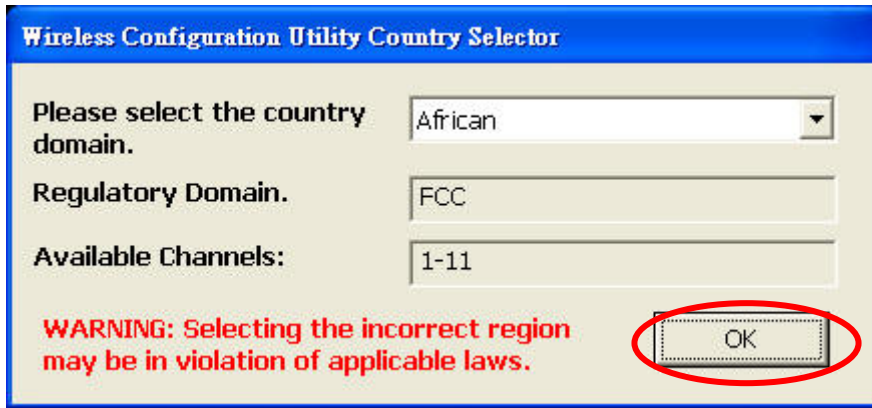 Wireless Configuration Utility Country Selector
Please select the country
domain.
African
Regulatory Domain.
FCC
Available Channels:
1-11
WARNING: Selecting the incorrect region
may be in violation of applicable laws.
OK